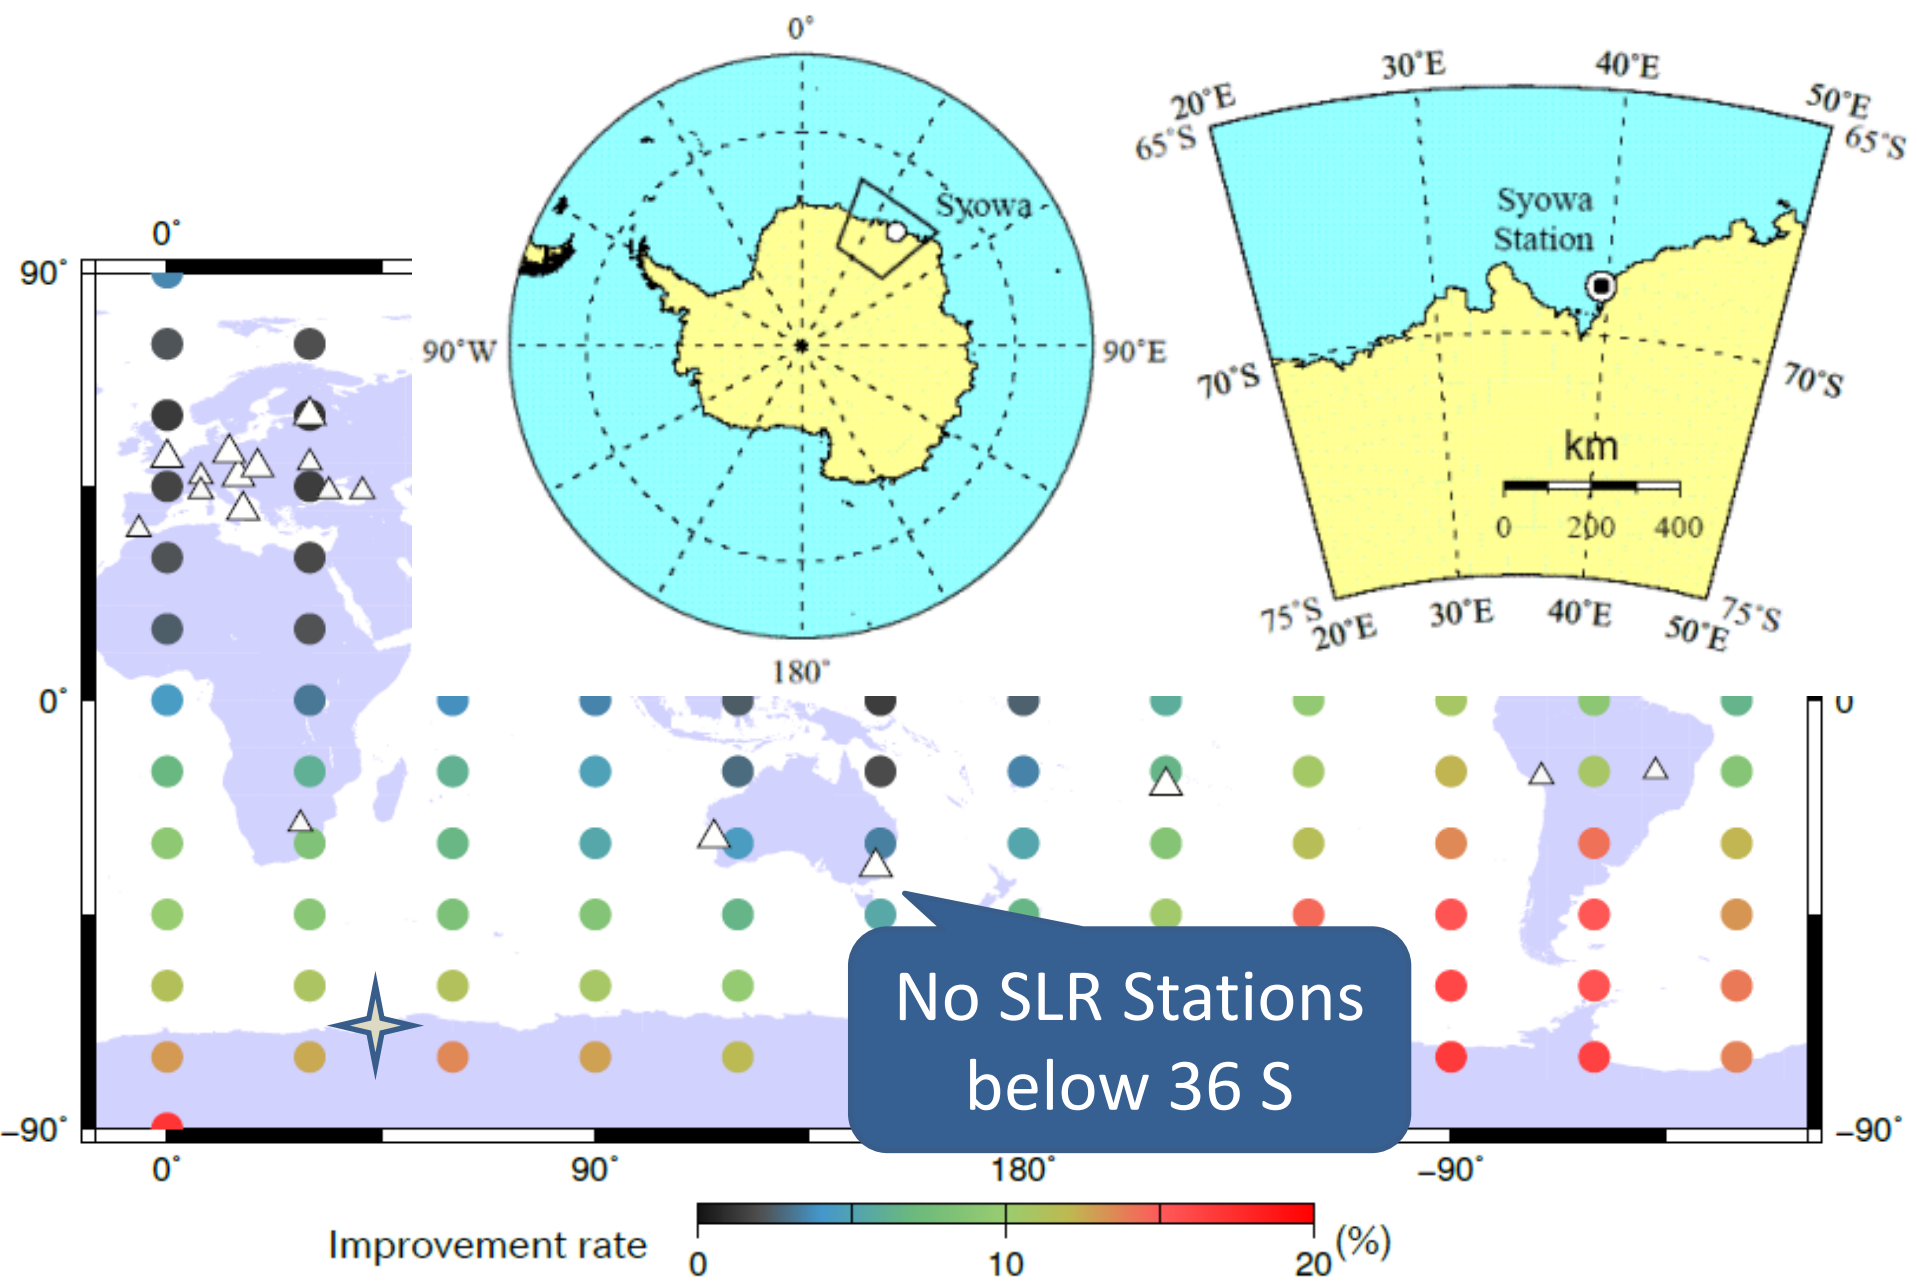 0°
90°W
90°E
180°
Syowa
20°E
30°E
40°E
50°E
65°S
65°S
Syowa
Station
70°S
70°S
km
0 200 400
75°S
75°S
20°E
30°E
40°E
50°E
0°
90°
0°
0
−90°
−90°
No SLR Stations
below 36 S
0° 90° 180° −90°
Improvement rate
0 10 20 (%)